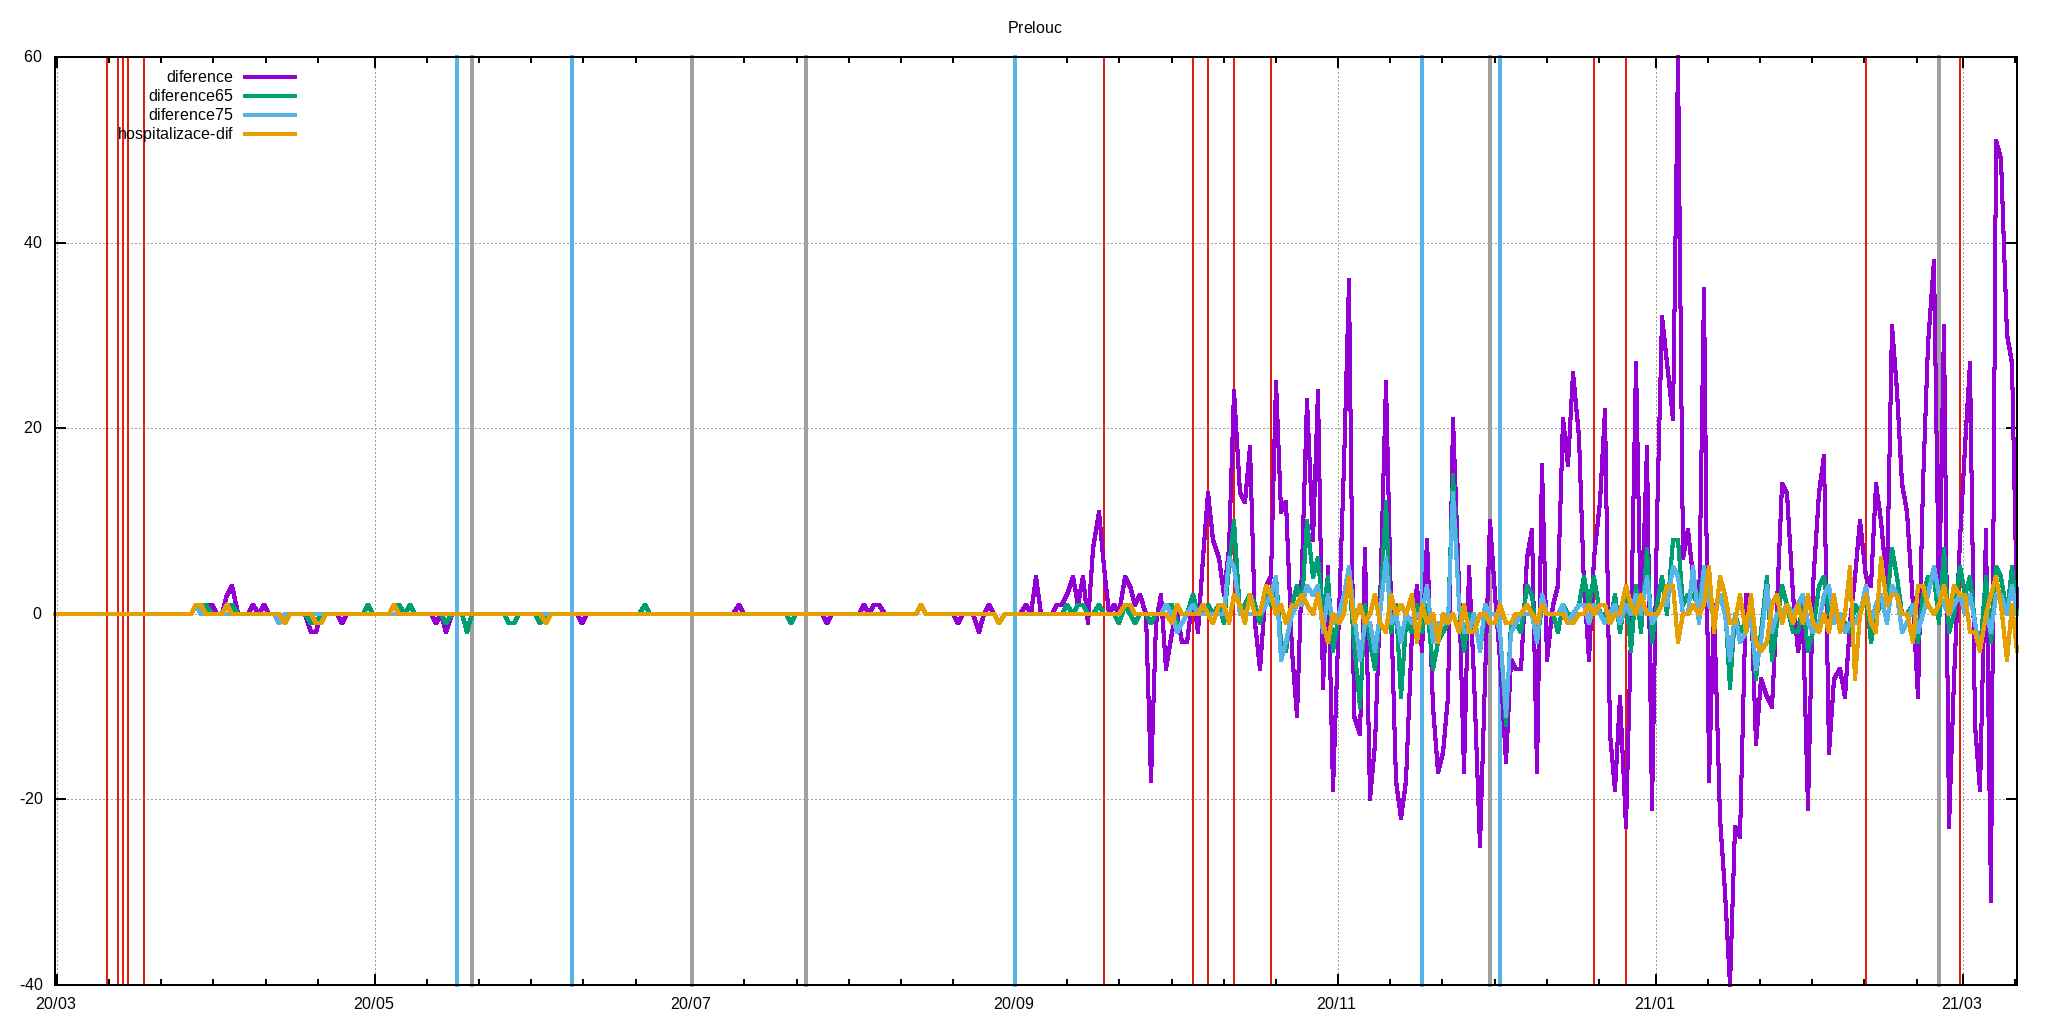 Prelouc
60
diference
diference65
diference75
hospitalizace-dif
40
20
0
-20
-40
20/03 20/05 20/07 20/09 20/11 21/01 21/03